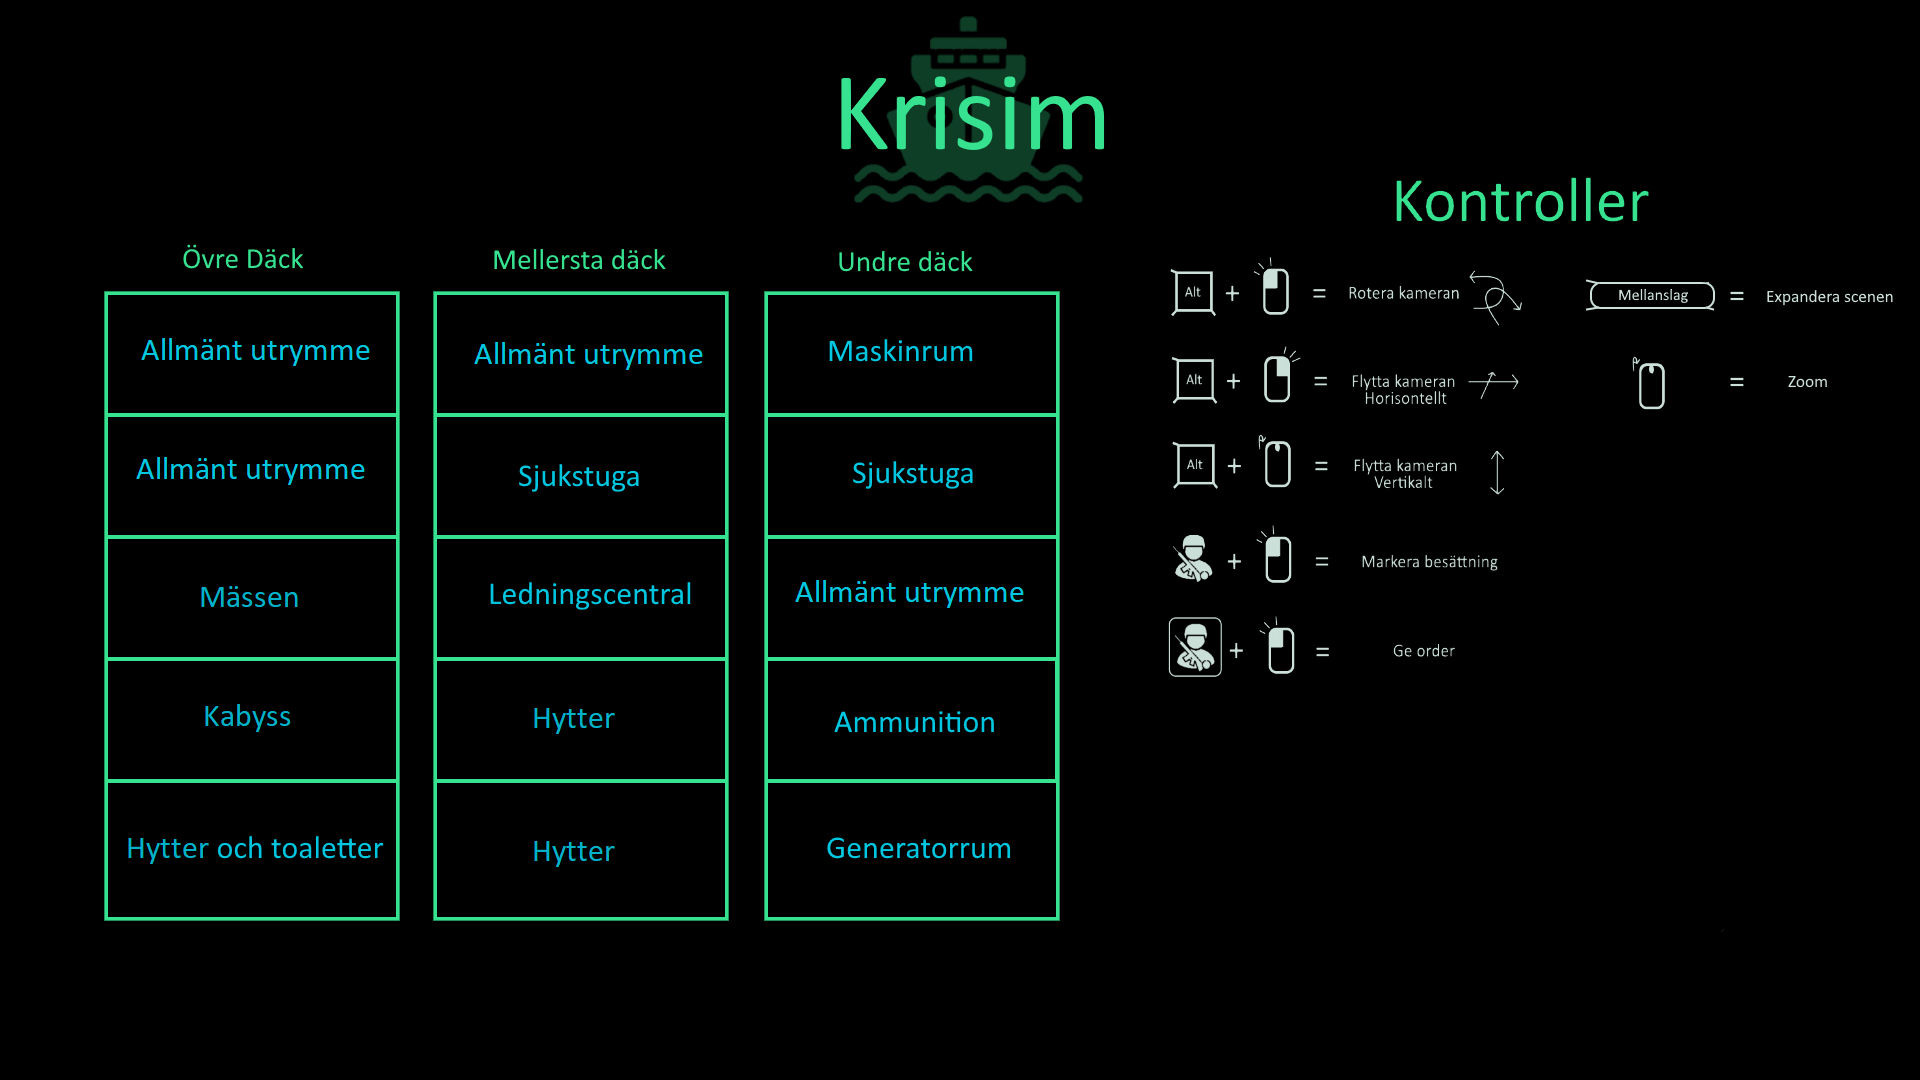 Krisim
Övre Däck
Allmänt utrymme
Allmänt utrymme
Mässen
Kabyss
Hytter och toaletter
Mellersta däck
Allmänt utrymme
Sjukstuga
Ledningscentral
Hytter
Hytter
Undre däck
Maskinrum
Sjukstuga
Allmänt utrymme
Ammunition
Generatorrum
Kontroller
Alt + = Rotera kameran
Alt + = Flytta kameran
Horisontellt
Alt + = Flytta kameran
Vertikalt
+ = Markera besättning
+ = Ge order
Mellanslag = Expandera scenen
= Zoom